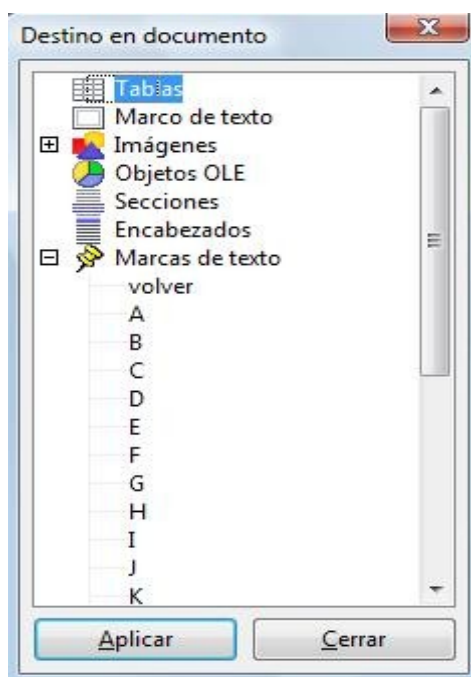 Destino en documento
Tablas
Marco de texto
Imágenes
Objetos OLE
Secciones
Encabezados
Marcas de texto
volver
A
B
C
D
E
F
G
H
I
J
K
Aplicar Cerrar